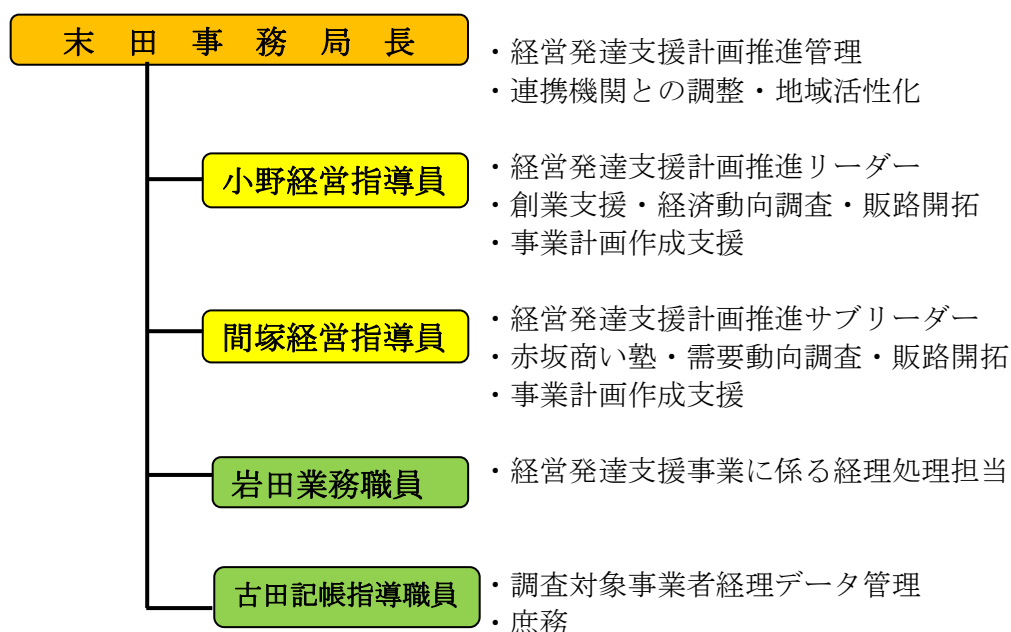 末田事務局長
・経営発達支援計画推進管理
・連携機関との調整・地域活性化
小野経営指導員
・経営発達支援計画推進リーダー
・創業支援・経済動向調査・販路開拓
・事業計画作成支援
間塚経営指導員
・経営発達支援計画推進サブリーダー
・赤坂商い塾・需要動向調査・販路開拓
・事業計画作成支援
岩田業務職員
・経営発達支援事業に係る経理処理担当
古田記帳指導職員
・調査対象事業者経理データ管理
・庶務